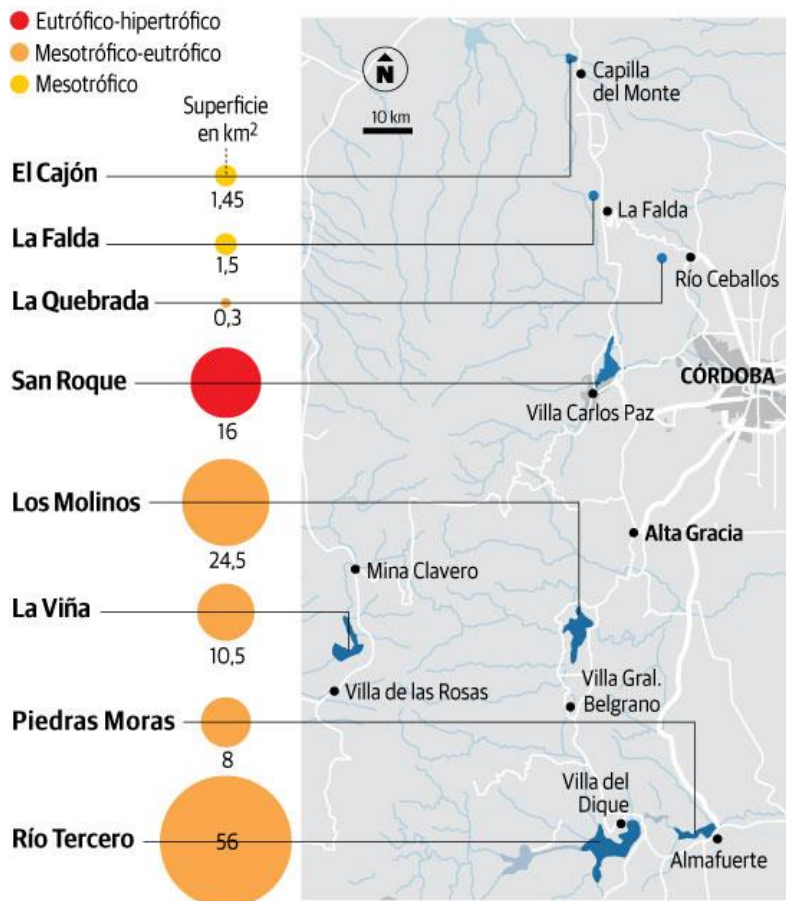 Eutrófico-hipertrófico
Mesotrófico-eutrófico
Mesotrófico
Superficie
en km²
El Cajón
1,45
La Falda
1,5
La Quebrada
0,3
San Roque
16
Los Molinos
24,5
La Viña
10,5
Piedras Moras
8
Río Tercero
56
N
10 km
Capilla
del Monte
La Falda
Río Ceballos
CÓRDOBA
Villa Carlos Paz
Alta Gracia
Mina Clavero
Villa de las Rosas
Villa Gral.
Belgrano
Villa del
Dique
Almafuerte